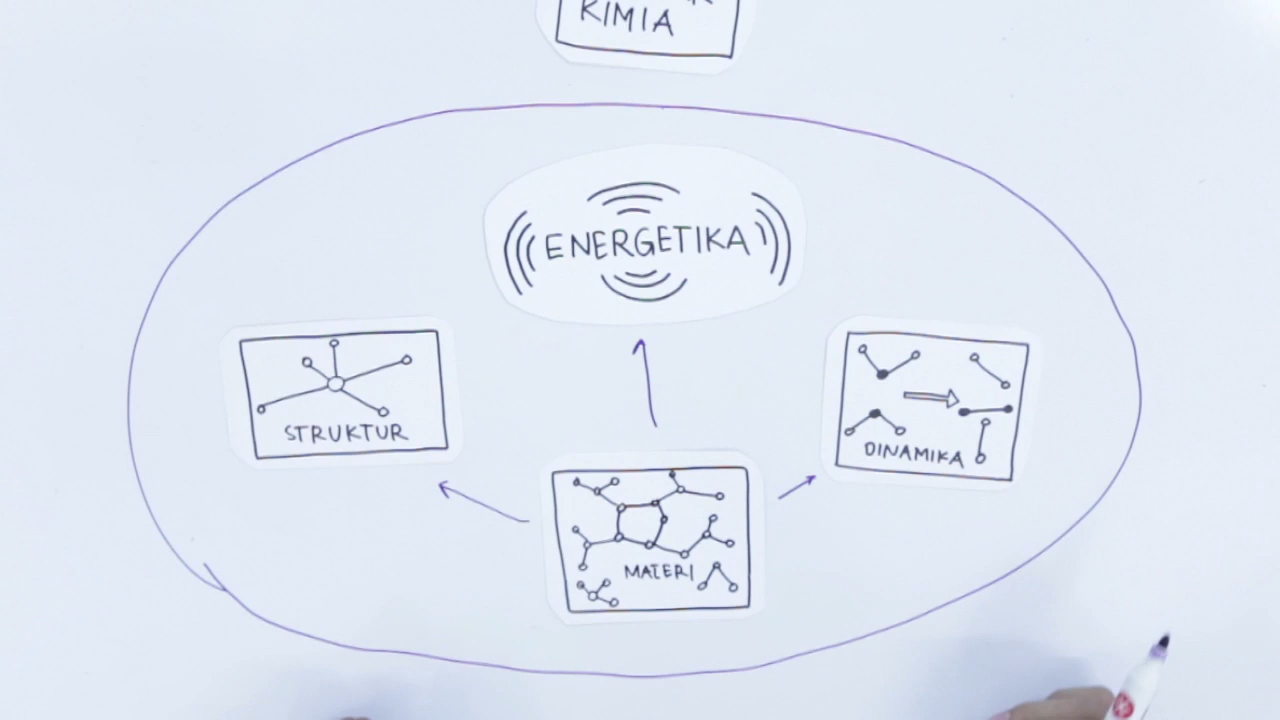 KIMIA
ENERGETIKA
STRUKTUR
DINAMIKA
MATERI